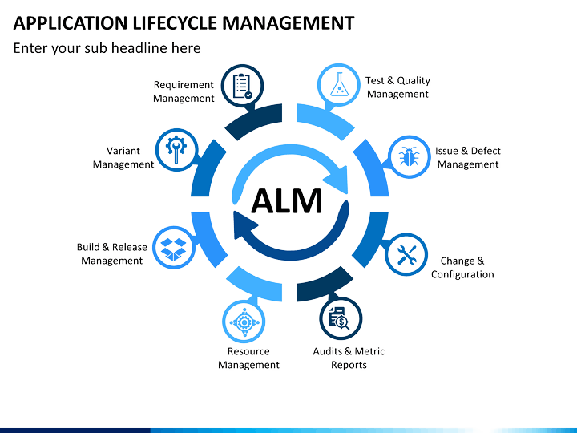 APPLICATION LIFECYCLE MANAGEMENT
Enter your sub headline here
Requirement
Management
Test & Quality
Management
Variant
Management
Issue & Defect
Management
ALM
Build & Release
Management
Change &
Configuration
Resource
Management
Audits & Metric
Reports